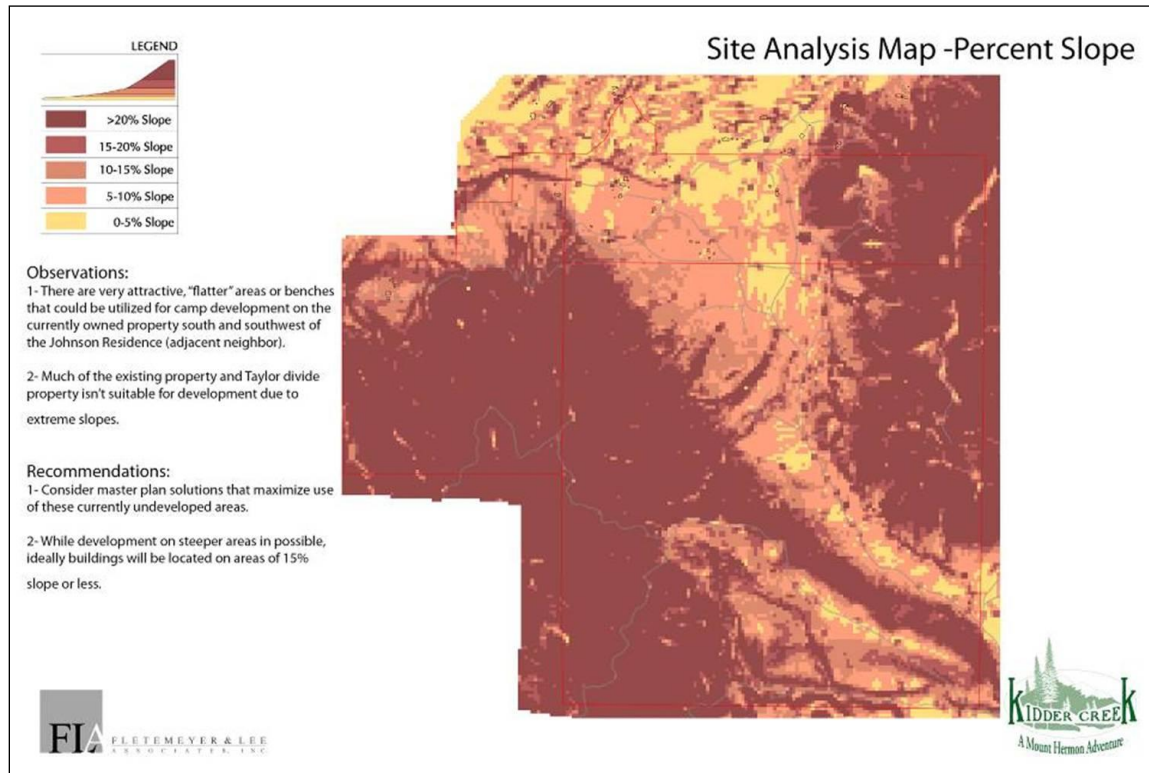 Site Analysis Map -Percent Slope
LEGEND
>20% Slope
15-20% Slope
10-15% Slope
5-10% Slope
0-5% Slope
Observations:
1- There are very attractive, "flatter" areas or benches
that could be utilized for camp development on the
currently owned property south and southwest of
the Johnson Residence (adjacent neighbor).
2- Much of the existing property and Taylor divide
property isn't suitable for development due to
extreme slopes.
Recommendations:
1- Consider master plan solutions that maximize use
of these currently undeveloped areas.
2- While development on steeper areas in possible,
ideally buildings will be located on areas of 15%
slope or less.
FLA
FLETEMEYER & LEE
ASSOCIATES, INC
KIDDER CREEK
A Mount Hermon Adventure